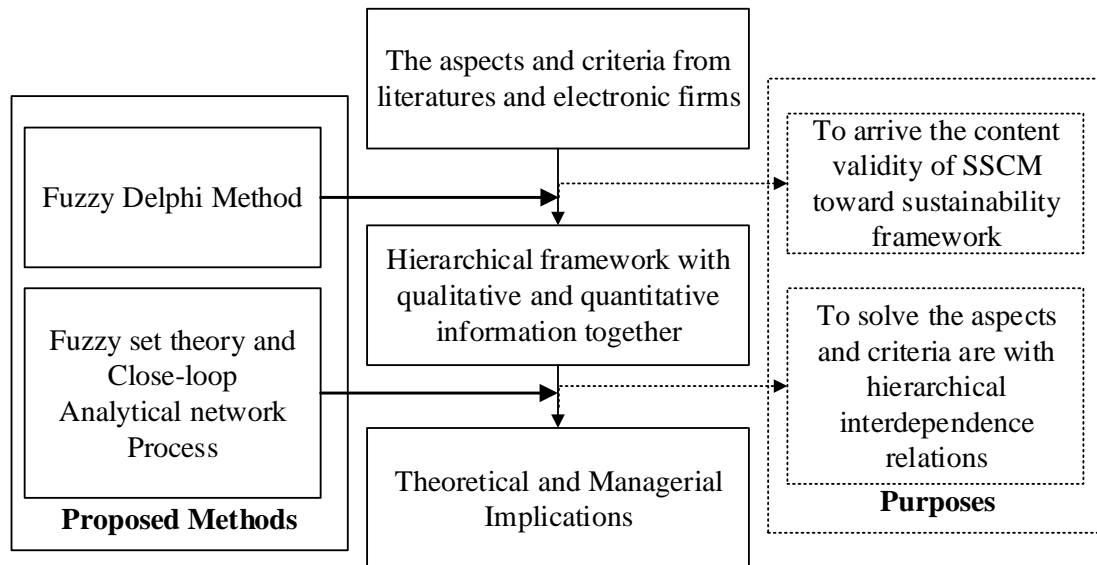 The aspects and criteria from
literatures and electronic firms
Fuzzy Delphi Method
To arrive the content
validity of SSCM
toward sustainability
framework
Hierarchical framework with
qualitative and quantitative
information together
Fuzzy set theory and
Close-loop
Analytical network
Process
Proposed Methods
To solve the aspects
and criteria are with
hierarchical
interdependence
relations
Purposes
Theoretical and Managerial
Implications